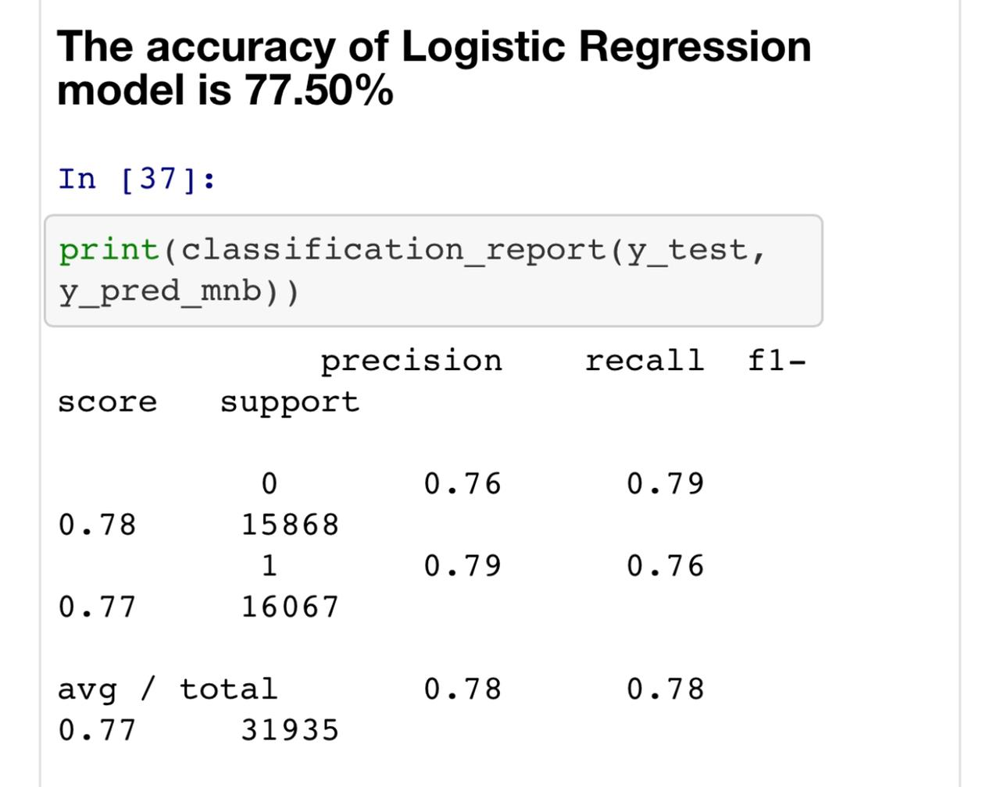 The accuracy of Logistic Regression
model is 77.50%
In [37]:
print(classification_report(y_test,
y_pred_mnb))
precision recall f1-
score support
0 0.76 0.79
0.78 15868
1 0.79 0.76
0.77 16067
avg / total 0.78 0.78
0.77 31935